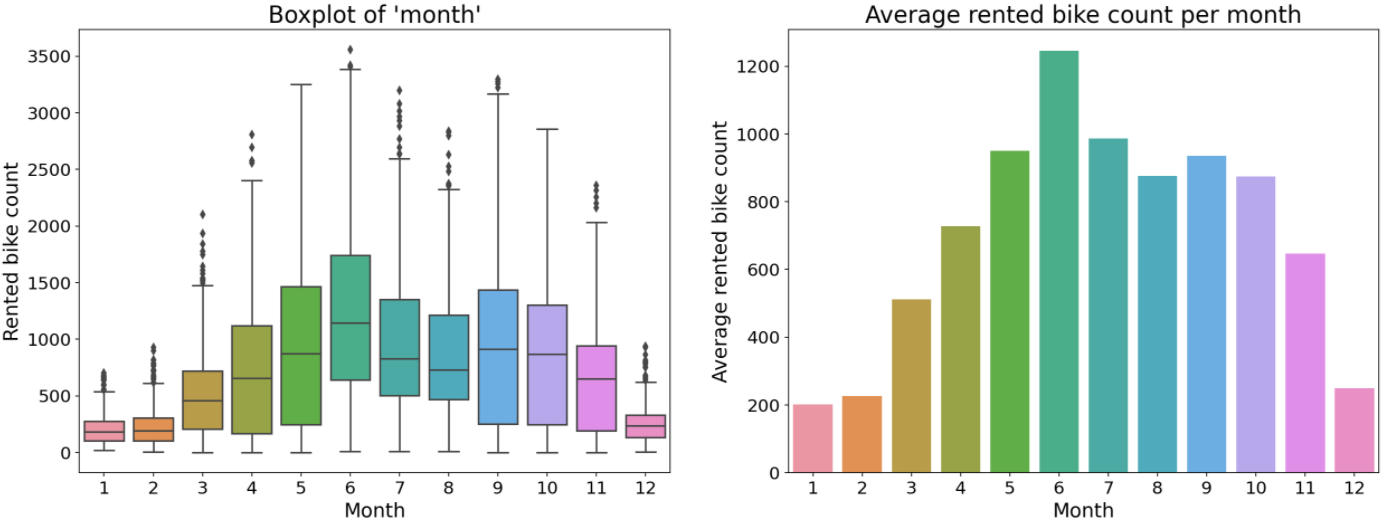 Boxplot of 'month'
Rented bike count
3500
3000
2500
2000
1500
1000
500
0
1 2 3 4 5 6 7 8 9 10 11 12
Month
Average rented bike count per month
Average rented bike count
1200
1000
800
600
400
200
0
1 2 3 4 5 6 7 8 9 10 11 12
Month